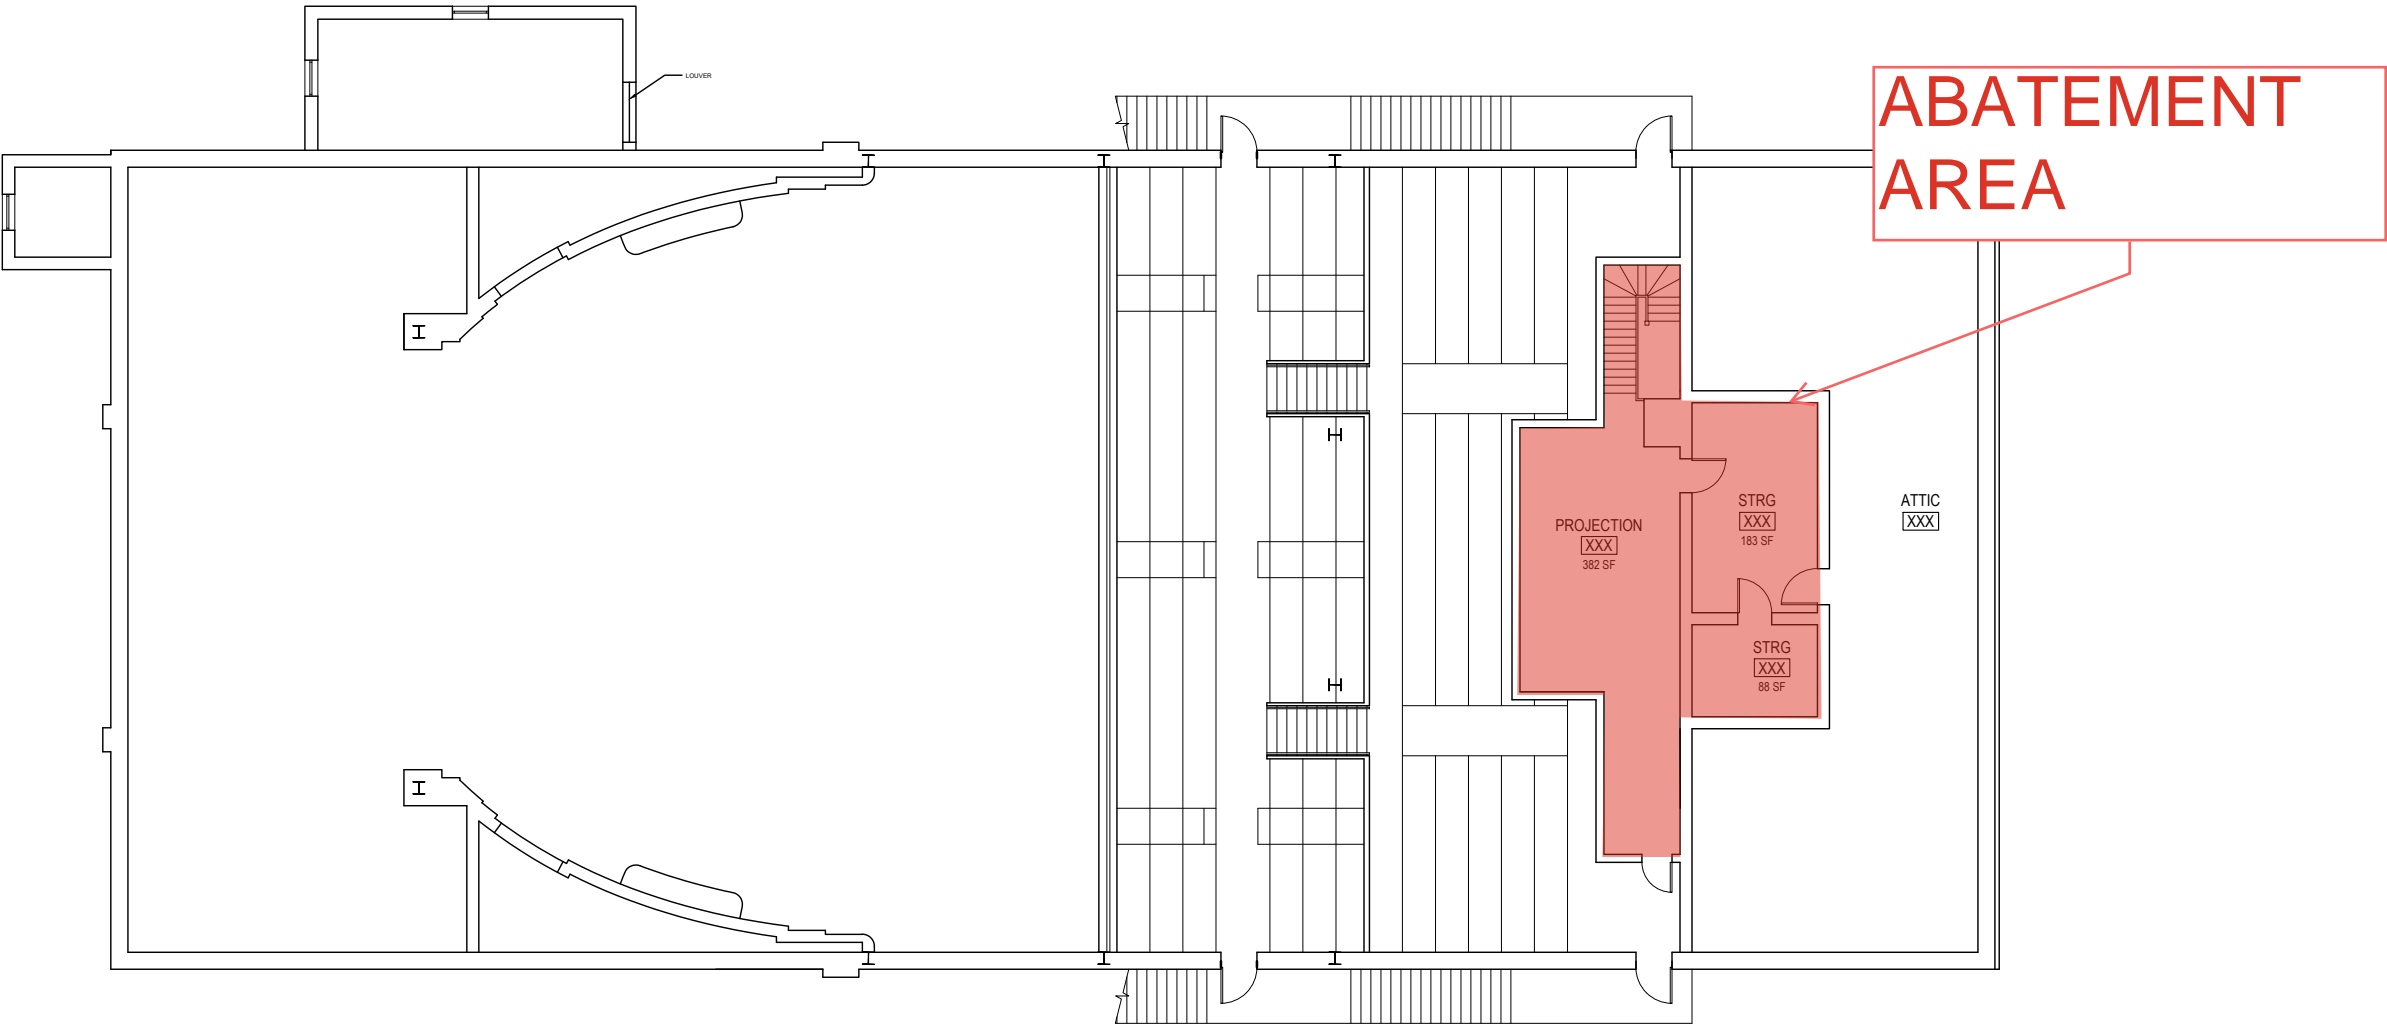 LOUVER
ABATEMENT
AREA
PROJECTION
XXX
382 SF
STRG
XXX
183 SF
STRG
XXX
88 SF
ATTIC
XXX